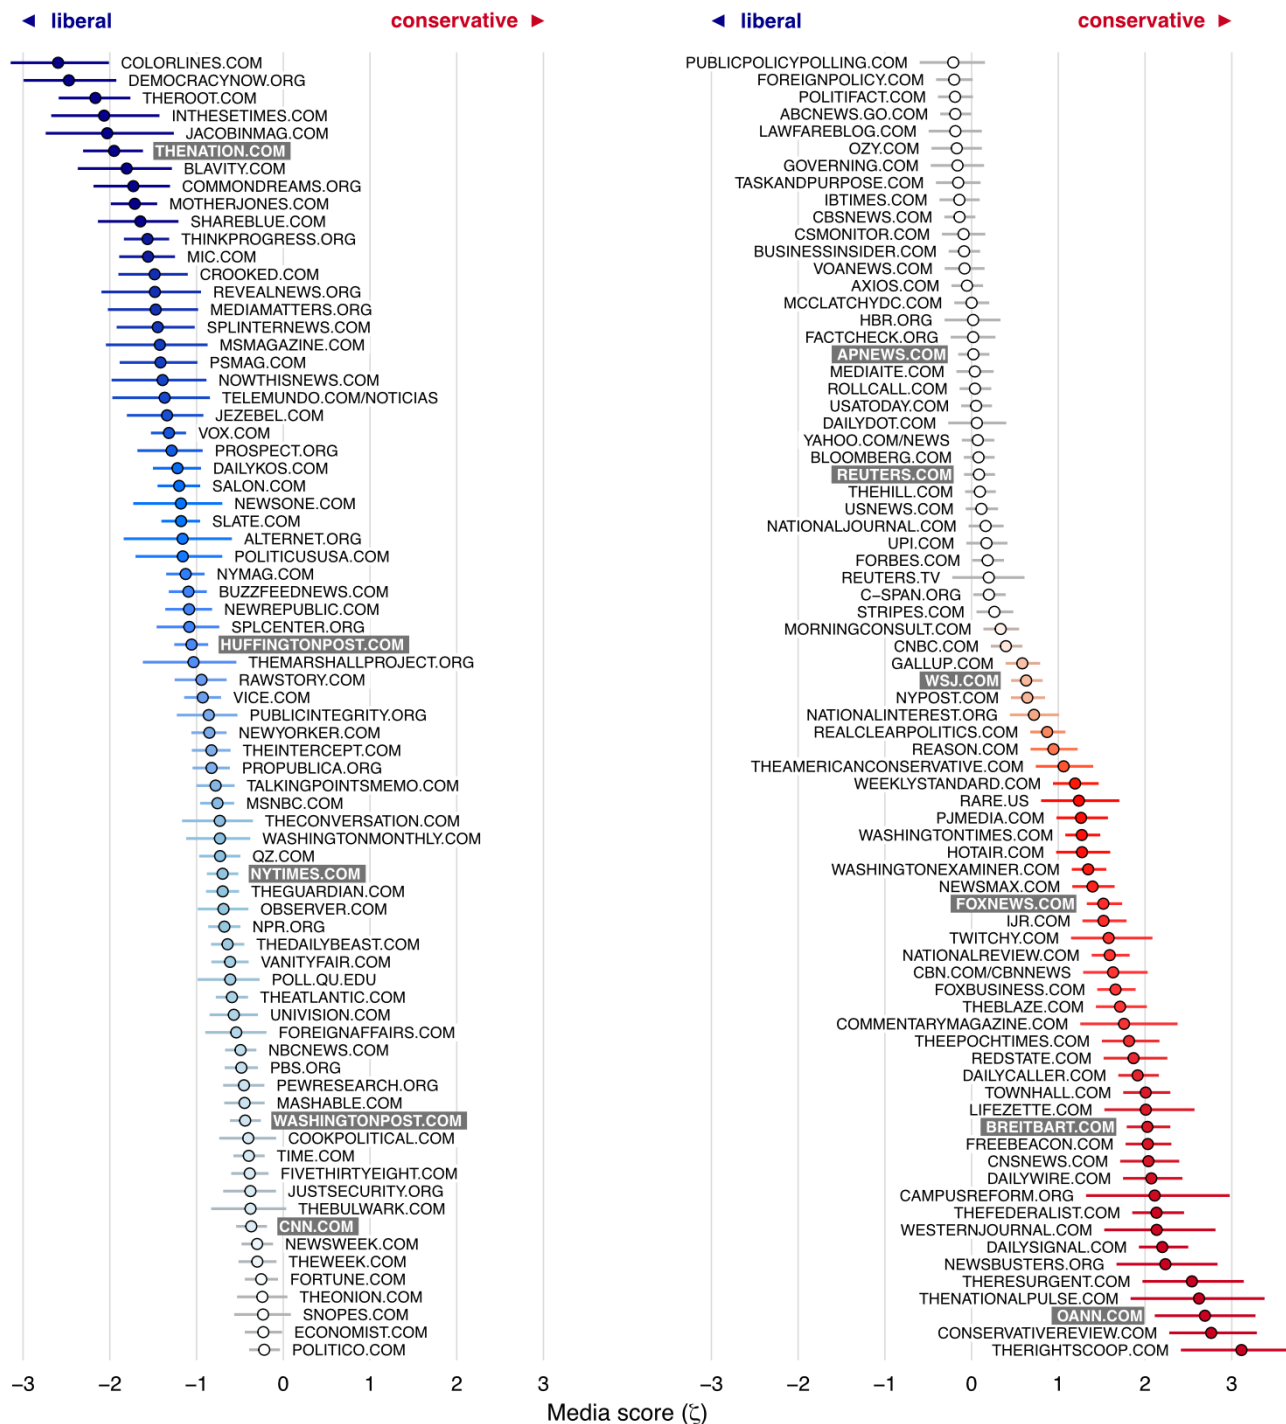 ◄ liberal
conservative ►
COLORLINES.COM
DEMOCRACYNOW.ORG
THEROOT.COM
INTHESETIMES.COM
JACOBINMAG.COM
THENATION.COM
BLAVITY.COM
COMMONDREAMS.ORG
MOTHERJONES.COM
SHAREBLUE.COM
THINKPROGRESS.ORG
MIC.COM
CROOKED.COM
REVEALNEWS.ORG
MEDIAMATTERS.ORG
SPLINTERNEWS.COM
MSMAGAZINE.COM
PSMAG.COM
NOWTHISNEWS.COM
TELEMUNDO.COM/NOTICIAS
JEZEBEL.COM
VOX.COM
PROSPECT.ORG
DAILYKOS.COM
SALON.COM
NEWSONE.COM
SLATE.COM
ALTERNET.ORG
POLITICUSUSA.COM
NYMAG.COM
BUZZFEEDNEWS.COM
NEWREPUBLIC.COM
SPLCENTER.ORG
HUFFINGTONPOST.COM
THEMARSHALLPROJECT.ORG
RAWSTORY.COM
VICE.COM
PUBLICINTEGRITY.ORG
NEWYORKER.COM
THEINTERCEPT.COM
PROPUBLICA.ORG
TALKINGPOINTSMEMO.COM
MSNBC.COM
THECONVERSATION.COM
WASHINGTONMONTHLY.COM
QZ.COM
NYTIMES.COM
THEGUARDIAN.COM
OBSERVER.COM
NPR.ORG
THEDAILYBEAST.COM
VANITYFAIR.COM
POLL.QU.EDU
THEATLANTIC.COM
UNIVISION.COM
FOREIGNAFFAIRS.COM
NBCNEWS.COM
PBS.ORG
PEWRESEARCH.ORG
MASHABLE.COM
WASHINGTONPOST.COM
COOKPOLITICAL.COM
TIME.COM
FIVETHIRTYEIGHT.COM
JUSTSECURITY.ORG
THEBULWARK.COM
CNN.COM
NEWSWEEK.COM
THEWEEK.COM
FORTUNE.COM
THEONION.COM
SNOPES.COM
ECONOMIST.COM
POLITICO.COM
−3 −2 −1 0 1 2 3
◄ liberal
conservative ►
PUBLICPOLICYPOLLING.COM
FOREIGNPOLICY.COM
POLITIFACT.COM
ABCNEWS.GO.COM
LAWFAREBLOG.COM
OZY.COM
GOVERNING.COM
TASKANDPURPOSE.COM
IBTIMES.COM
CBSNEWS.COM
CSMONITOR.COM
BUSINESSINSIDER.COM
VOANEWS.COM
AXIOS.COM
MCCLATCHYDC.COM
HBR.ORG
FACTCHECK.ORG
APNEWS.COM
MEDIAITE.COM
ROLLCALL.COM
USATODAY.COM
DAILYDOT.COM
YAHOO.COM/NEWS
BLOOMBERG.COM
REUTERS.COM
THEHILL.COM
USNEWS.COM
NATIONALJOURNAL.COM
UPI.COM
FORBES.COM
REUTERS.TV
C−SPAN.ORG
STRIPES.COM
MORNINGCONSULT.COM
CNBC.COM
GALLUP.COM
WSJ.COM
NYPOST.COM
NATIONALINTEREST.ORG
REALCLEARPOLITICS.COM
REASON.COM
THEAMERICANCONSERVATIVE.COM
WEEKLYSTANDARD.COM
RARE.US
PJMEDIA.COM
WASHINGTONTIMES.COM
HOTAIR.COM
WASHINGTONEXAMINER.COM
NEWSMAX.COM
FOXNEWS.COM
IJR.COM
TWITCHY.COM
NATIONALREVIEW.COM
CBN.COM/CBNNEWS
FOXBUSINESS.COM
THEBLAZE.COM
COMMENTARYMAGAZINE.COM
THEEPOCHTIMES.COM
REDSTATE.COM
DAILYCALLER.COM
TOWNHALL.COM
LIFEZETTE.COM
BREITBART.COM
FREEBEACON.COM
CNSNEWS.COM
DAILYWIRE.COM
CAMPUSREFORM.ORG
THEFEDERALIST.COM
WESTERNJOURNAL.COM
DAILYSIGNAL.COM
NEWSBUSTERS.ORG
THERESURGENT.COM
THENATIONALPULSE.COM
OANN.COM
CONSERVATIVEREVIEW.COM
THERIGHTSCOOP.COM
−3 −2 −1 0 1 2 3
Media score (ζ)